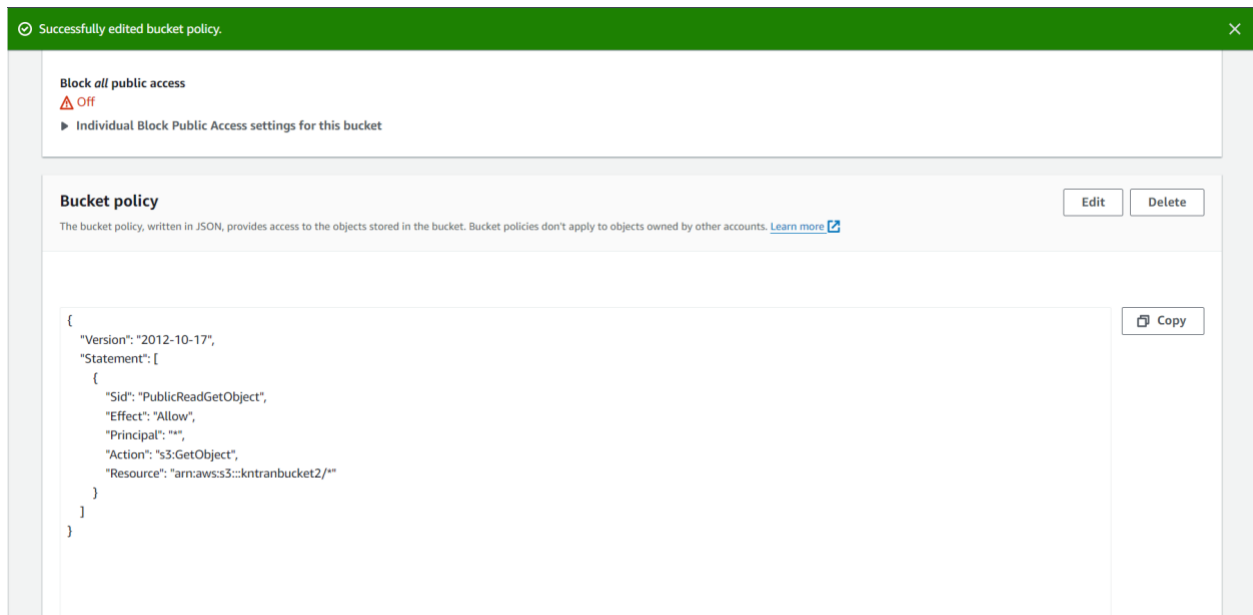 Successfully edited bucket policy.
Block all public access
Off
Individual Block Public Access settings for this bucket
Bucket policy
Edit
Delete
The bucket policy, written in JSON, provides access to the objects stored in the bucket. Bucket policies don't apply to objects owned by other accounts. Learn more
Copy
{
"Version": "2012-10-17",
"Statement": [
{
"Sid": "PublicReadGetObject",
"Effect": "Allow",
"Principal": "*",
"Action": "s3:GetObject",
"Resource": "arn:aws:s3:::kntranbucket2/*"
}
]
}